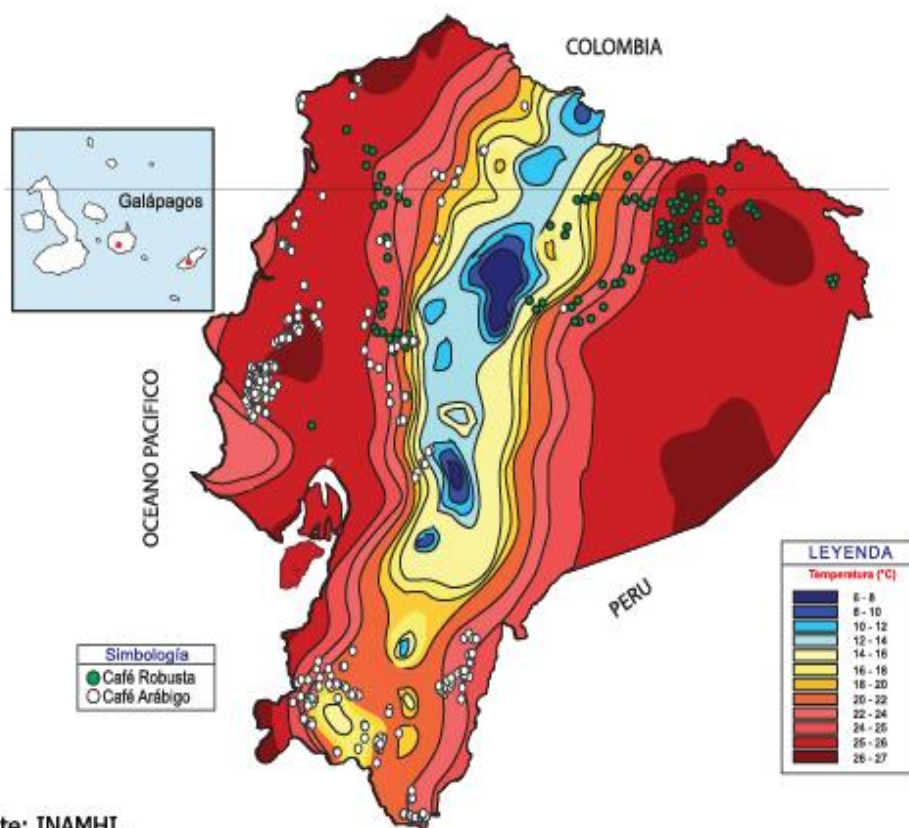 COLOMBIA
Galápagos
OCEANO PACIFICO
PERU
LEYENDA
Temperatura (°C)
6 - 8
8 - 10
10 - 12
12 - 14
14 - 16
16 - 18
18 - 20
20 - 22
22 - 24
24 - 25
25 - 26
26 - 27
Simbología
Café Robusta
Café Arábigo
te: INAMHI